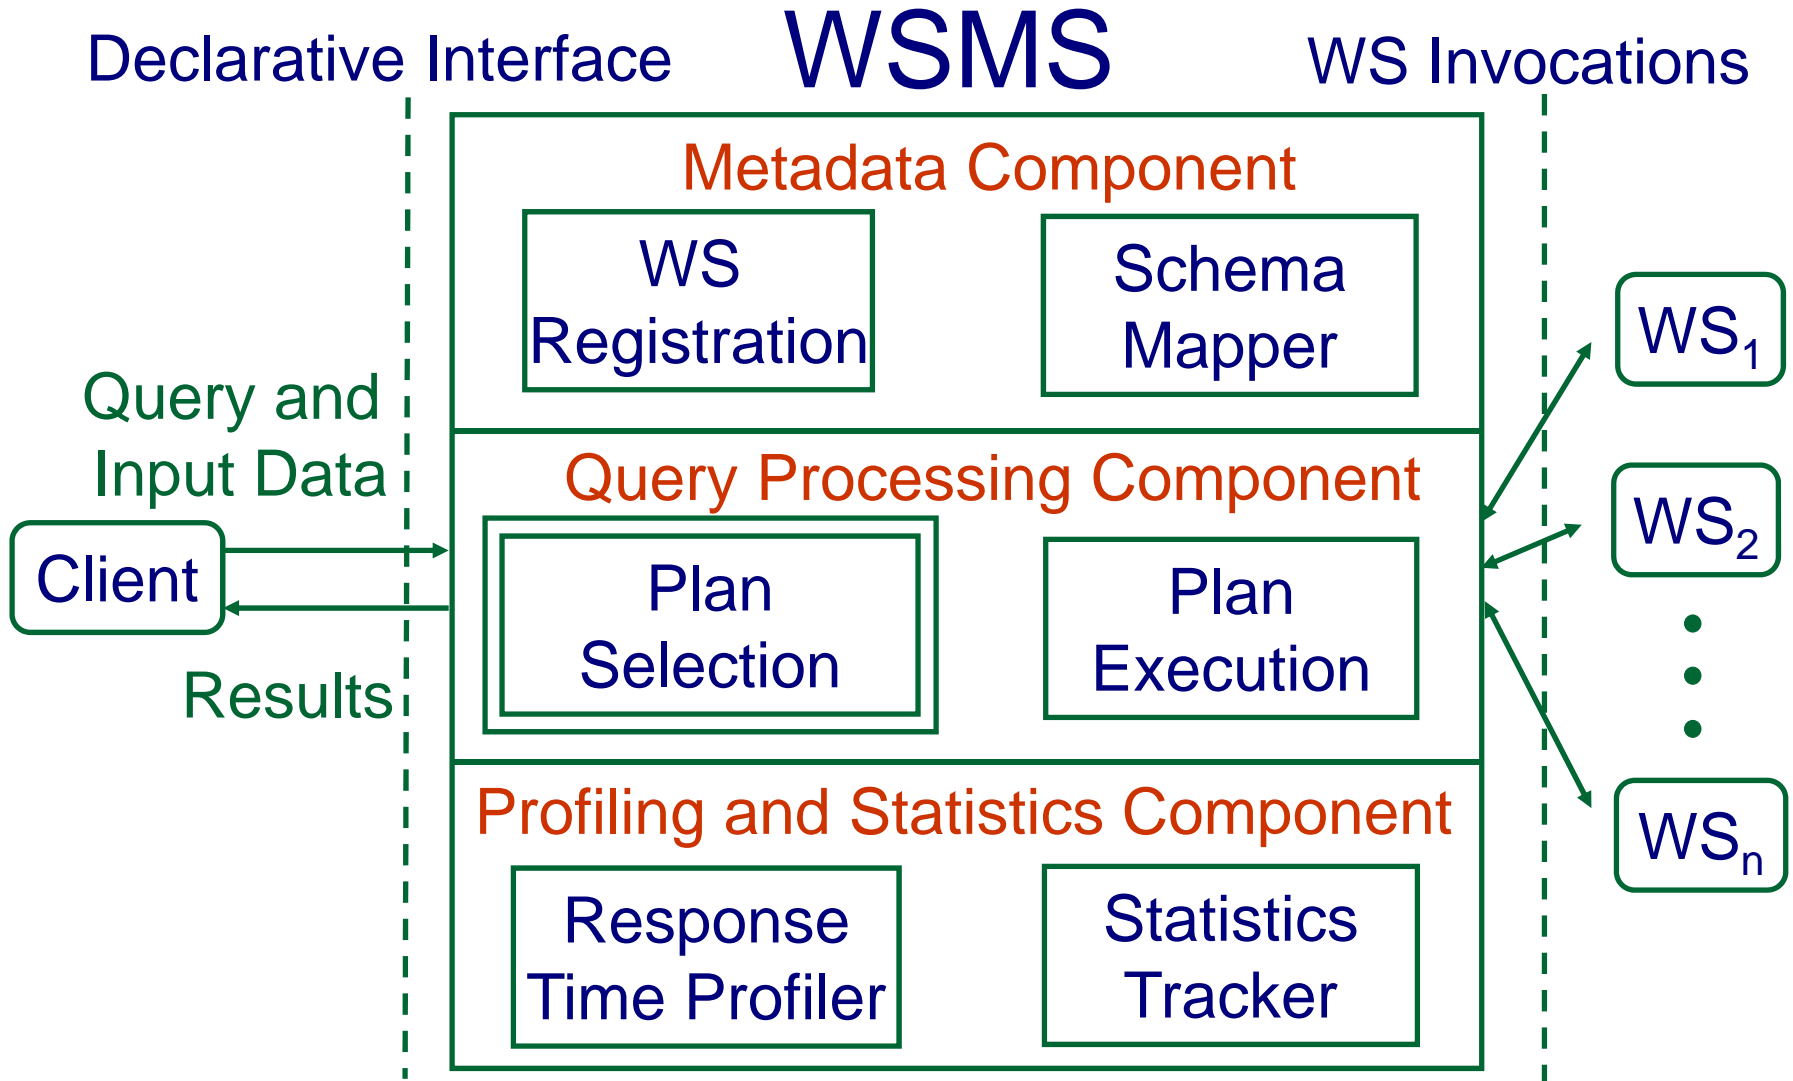 WSMS
Declarative Interface
WS Invocations
Metadata Component
WS
Registration
Schema
Mapper
Query and
Input Data
Client
Results
Query Processing Component
Plan
Selection
Plan
Execution
Profiling and Statistics Component
Response
Time Profiler
Statistics
Tracker
WS1
WS2
WSn